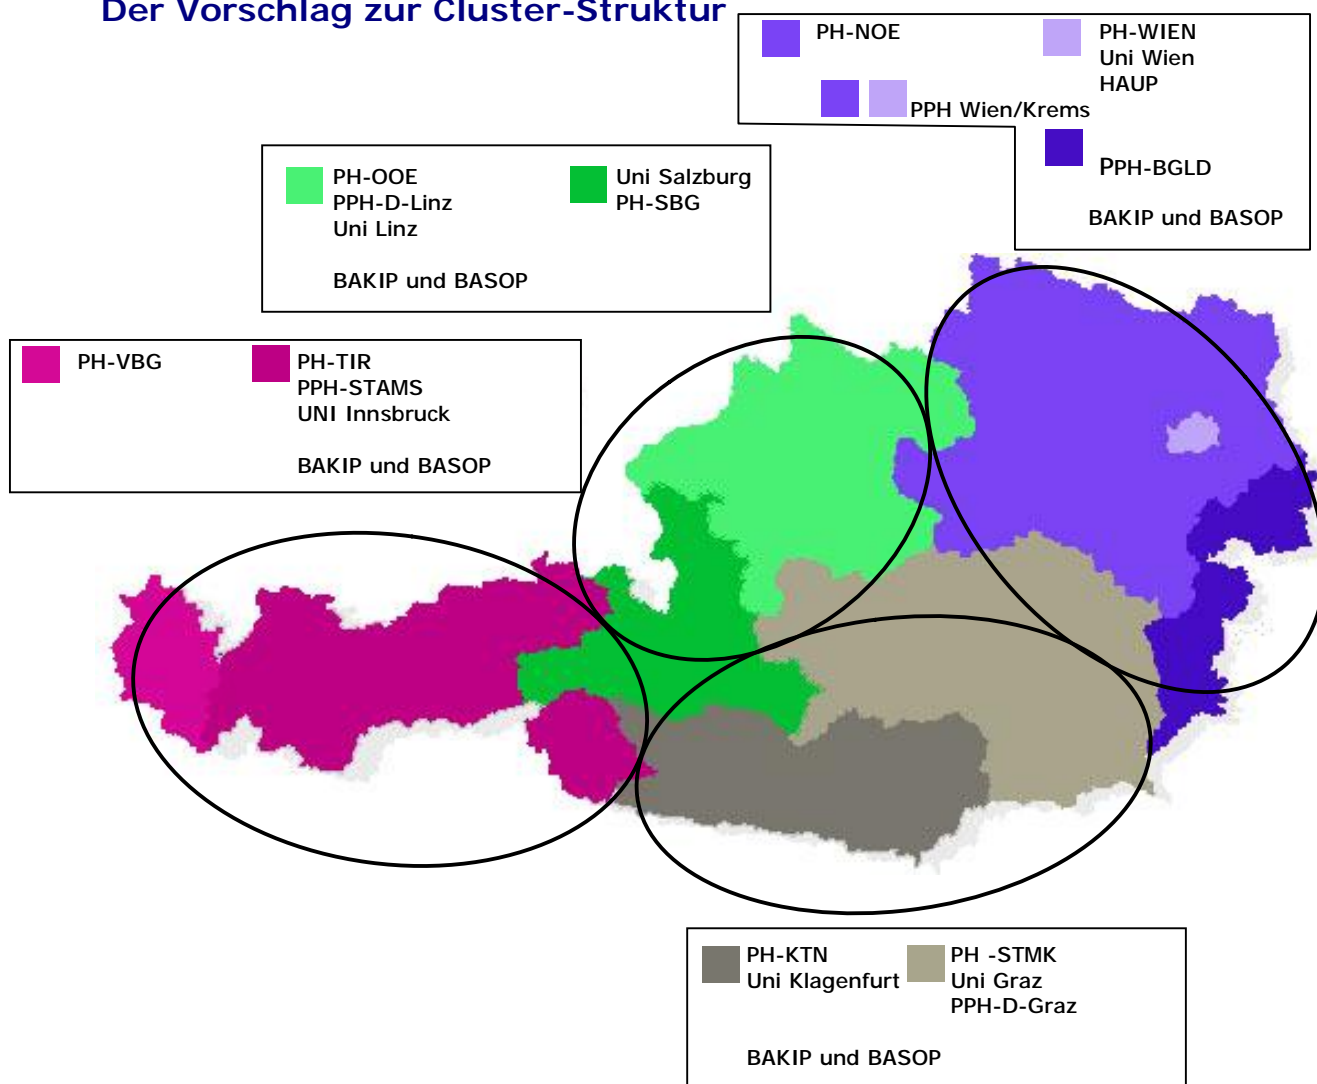 Der Vorschlag zur Cluster-Struktur
PH-NOE
PH-WIEN
Uni Wien
HAUP
PPH Wien/Krems
PPH-BGLD
BAKIP und BASOP
PH-OOE
PPH-D-Linz
Uni Linz
Uni Salzburg
PH-SBG
BAKIP und BASOP
PH-VBG
PH-TIR
PPH-STAMS
UNI Innsbruck
BAKIP und BASOP
PH-KTN
Uni Klagenfurt
PH -STMK
Uni Graz
PPH-D-Graz
BAKIP und BASOP